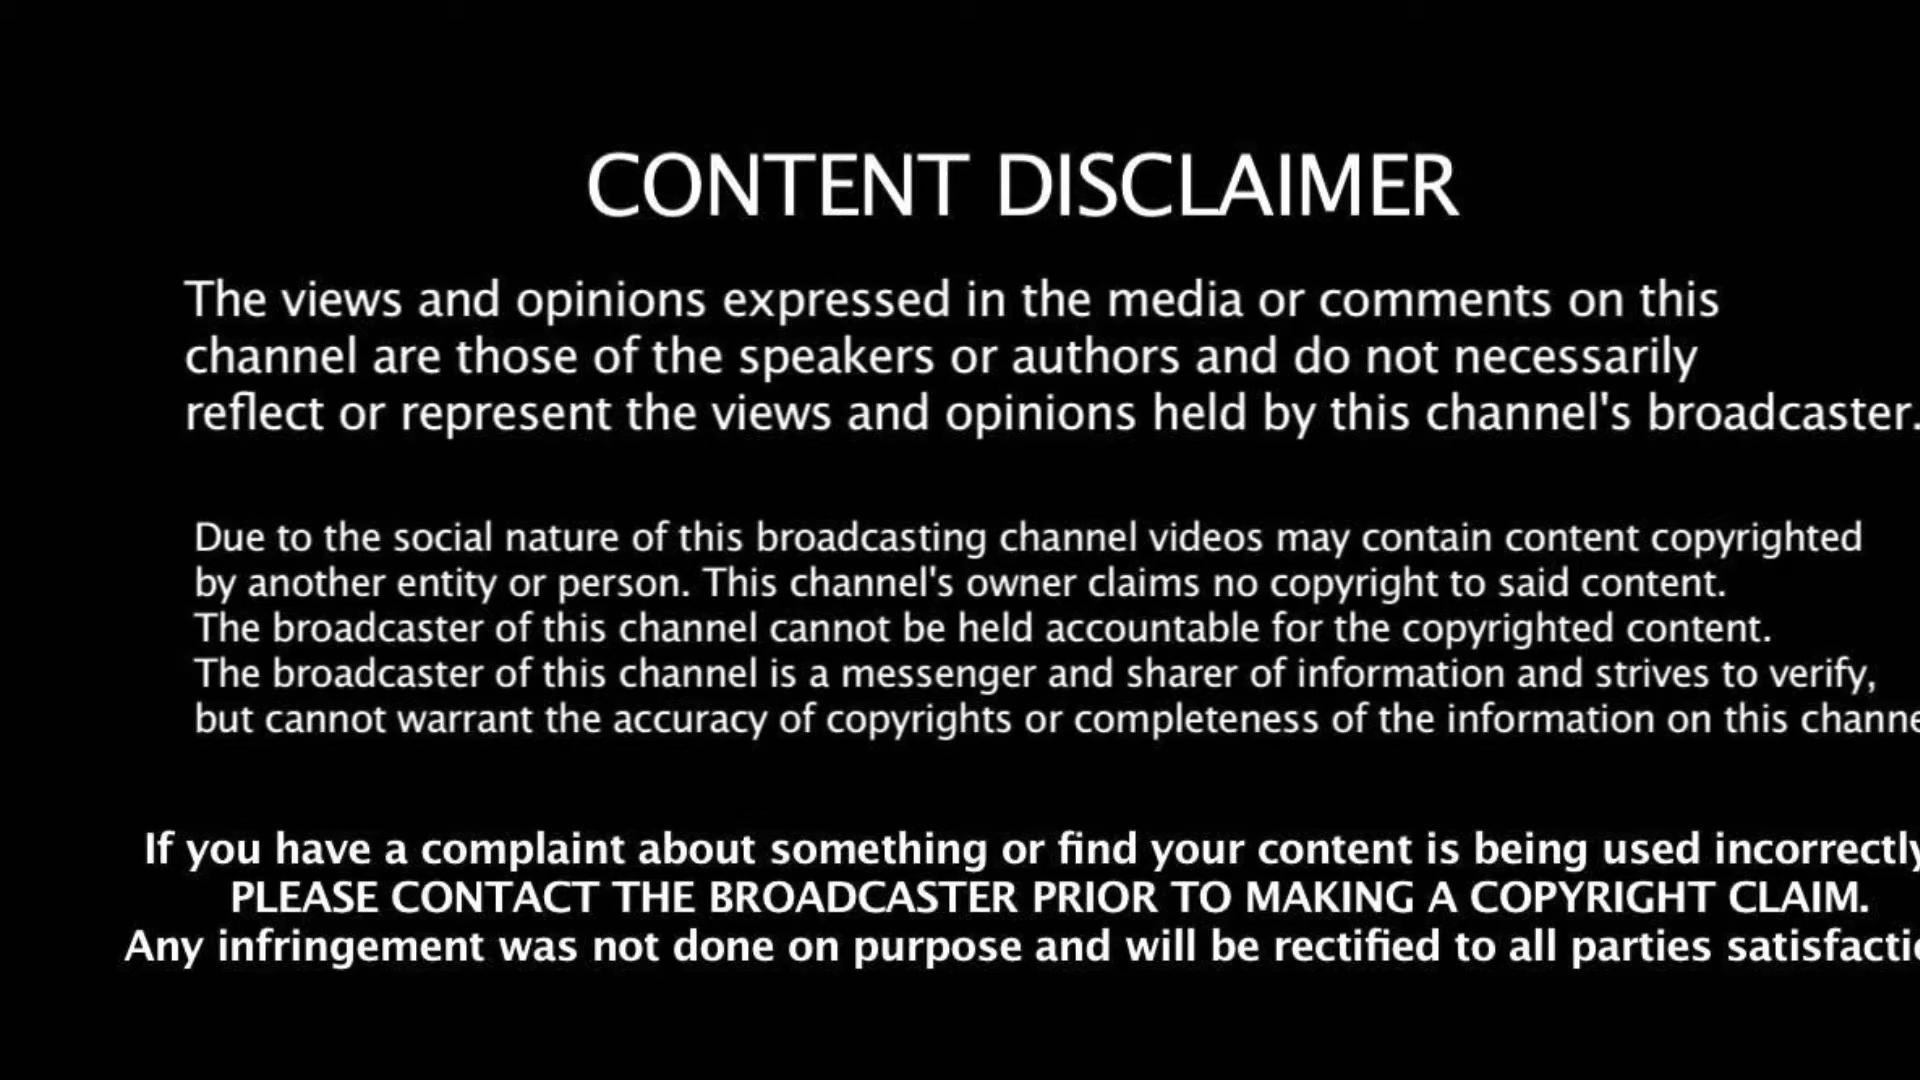 CONTENT DISCLAIMER
The views and opinions expressed in the media or comments on this
channel are those of the speakers or authors and do not necessarily
reflect or represent the views and opinions held by this channel's broadcaster.
Due to the social nature of this broadcasting channel videos may contain content copyrighted
by another entity or person. This channel's owner claims no copyright to said content.
The broadcaster of this channel cannot be held accountable for the copyrighted content.
The broadcaster of this channel is a messenger and sharer of information and strives to verify,
but cannot warrant the accuracy of copyrights or completeness of the information on this channe
If you have a complaint about something or find your content is being used incorrectly
PLEASE CONTACT THE BROADCASTER PRIOR TO MAKING A COPYRIGHT CLAIM.
Any infringement was not done on purpose and will be rectified to all parties satisfactio